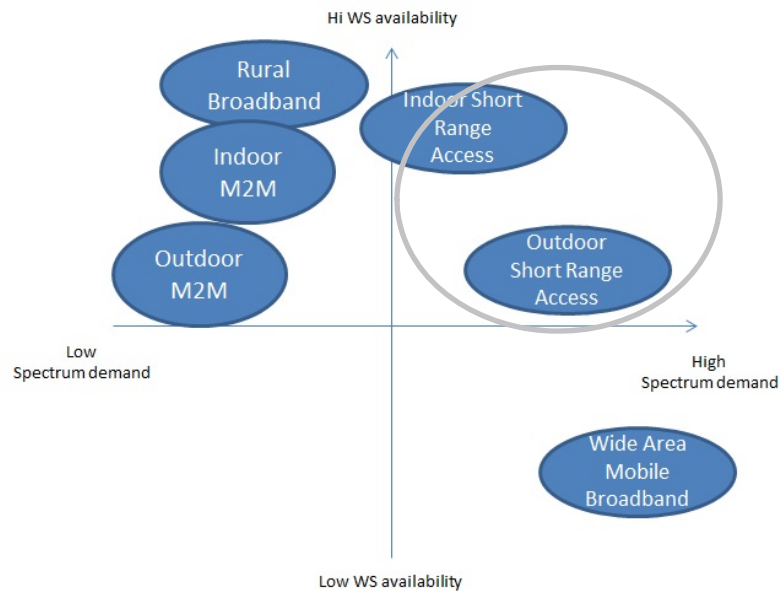 Hi WS availability
Rural
Broadband
Indoor Short
Range
Access
Indoor
M2M
Outdoor
M2M
Outdoor
Short Range
Access
Low
Spectrum demand
High
Spectrum demand
Wide Area
Mobile
Broadband
Low WS availability